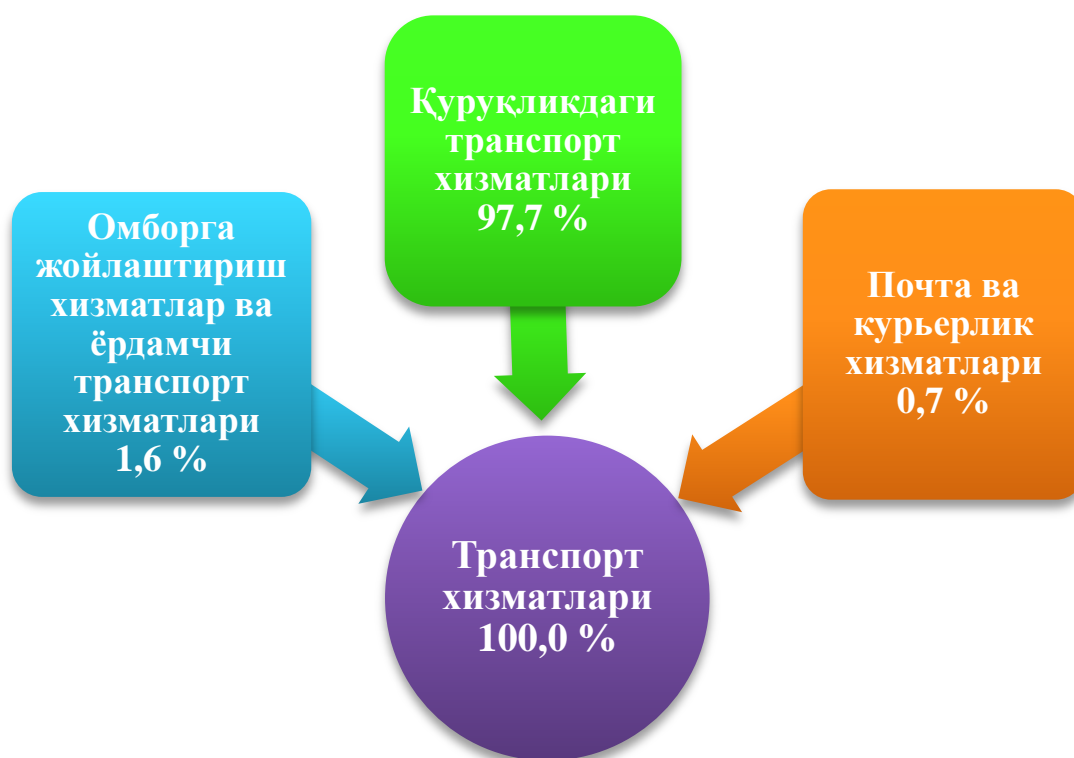 Қуруқликдаги
транспорт
хизматлари
97,7 %
Омборга
жойлаштириш
хизматлар ва
ёрдамчи
транспорт
хизматлари
1,6 %
Почта ва
курьерлик
хизматлари
0,7 %
Транспорт
хизматлари
100,0 %